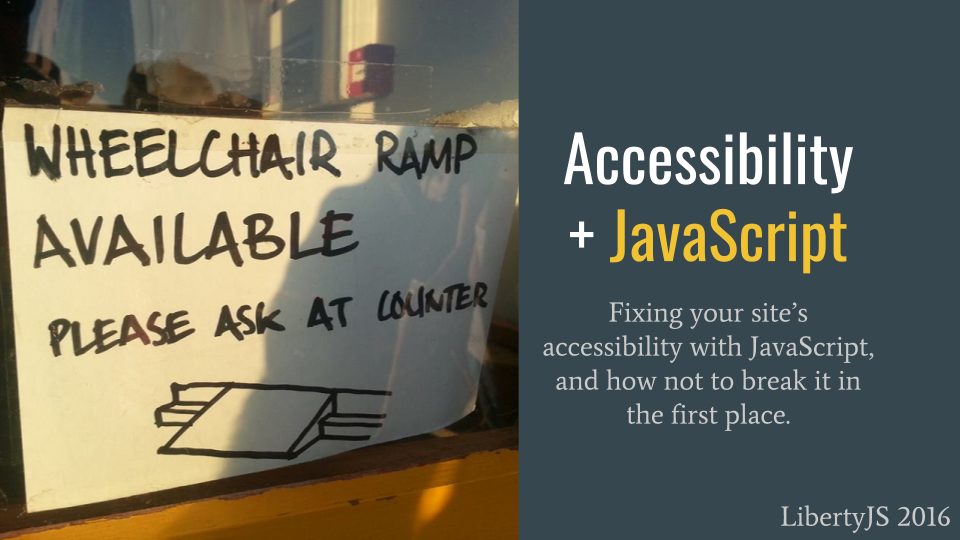 WHEELCHAIR RAMP
AVAILABLE
PLEASE ASK AT COUNTER
Accessibility
+ JavaScript
Fixing your site’s
accessibility with JavaScript,
and how not to break it in
the first place.
LibertyJS 2016